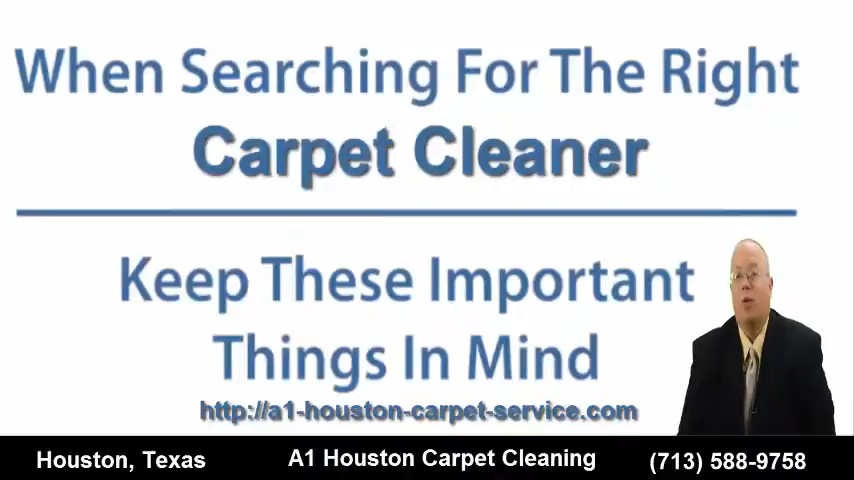 When Searching For The Right
Carpet Cleaner
Keep These Important
Things In Mind
http://a1-houston-carpet-service.com
Houston, Texas A1 Houston Carpet Cleaning (713) 588-9758